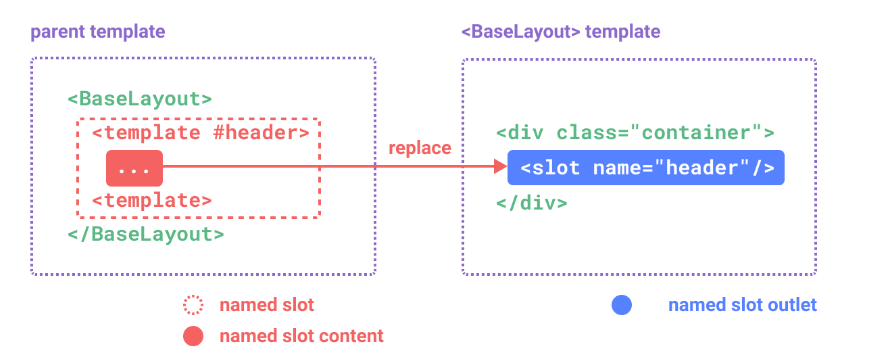 parent template
<BaseLayout> template
<BaseLayout>
<template #header>
...
<template>
</BaseLayout>
replace
<div class="container">
<slot name="header"/>
</div>
named slot
named slot content
named slot outlet